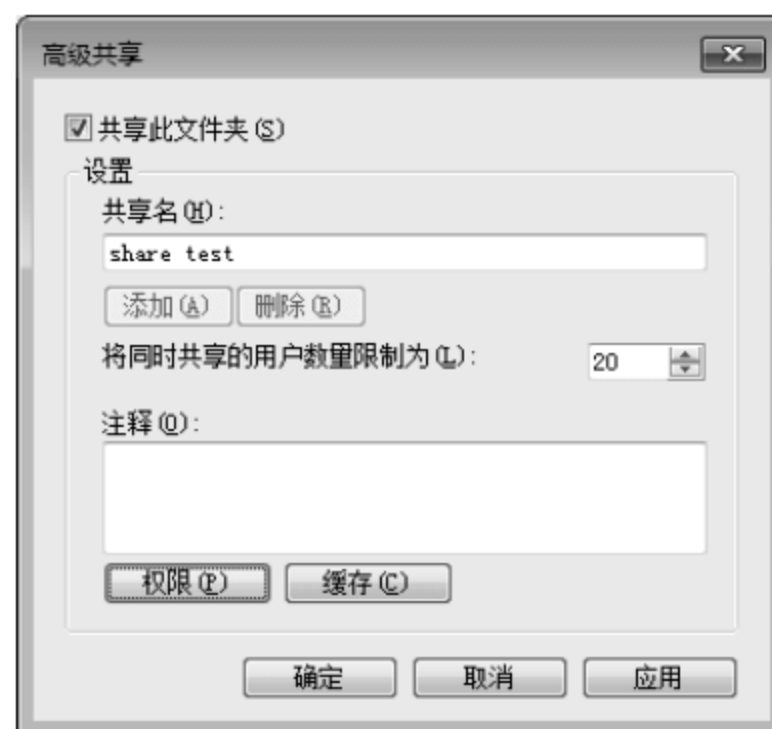 高级共享
共享此文件夹(S)
设置
共享名(H):
share test
添加(A) 删除(R)
将同时共享的用户数量限制为(L): 20
注释(O):
权限(P) 缓存(C)
确定 取消 应用